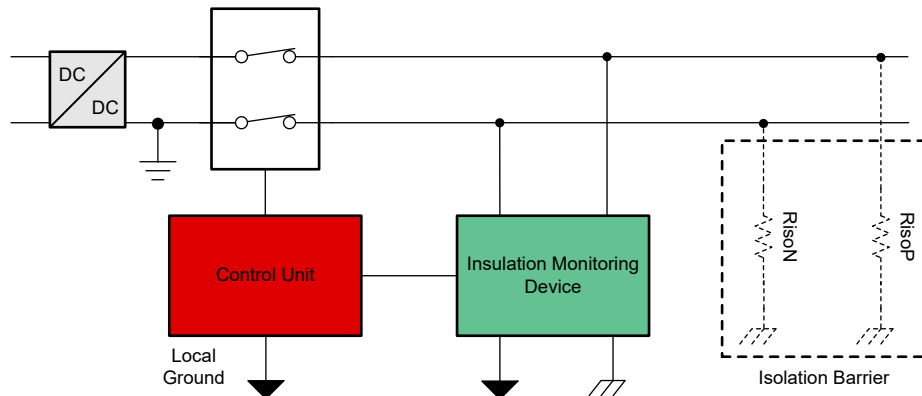 DC
DC
Control Unit
Insulation Monitoring
Device
RisoN
RisoP
Local
Ground
Isolation Barrier